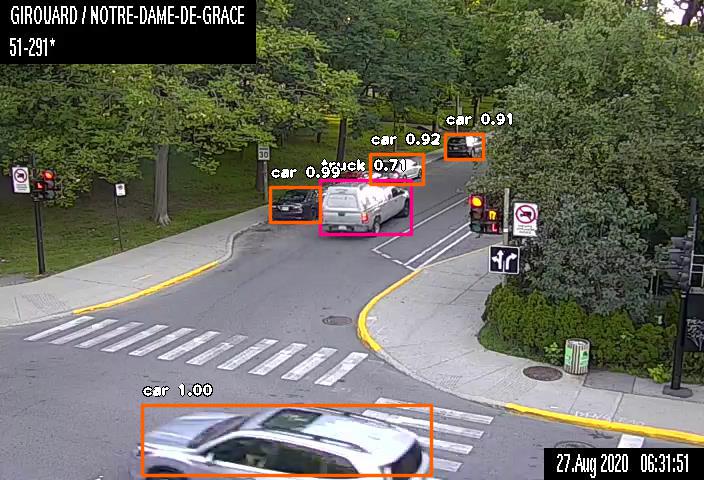 GIROUARD / NOTRE-DAME-DE-GRACE
51-291*
car 0.91
car 0.92
truck 0.71
car 0.99
30
car 1.00
27.Aug 2020 06:31:51